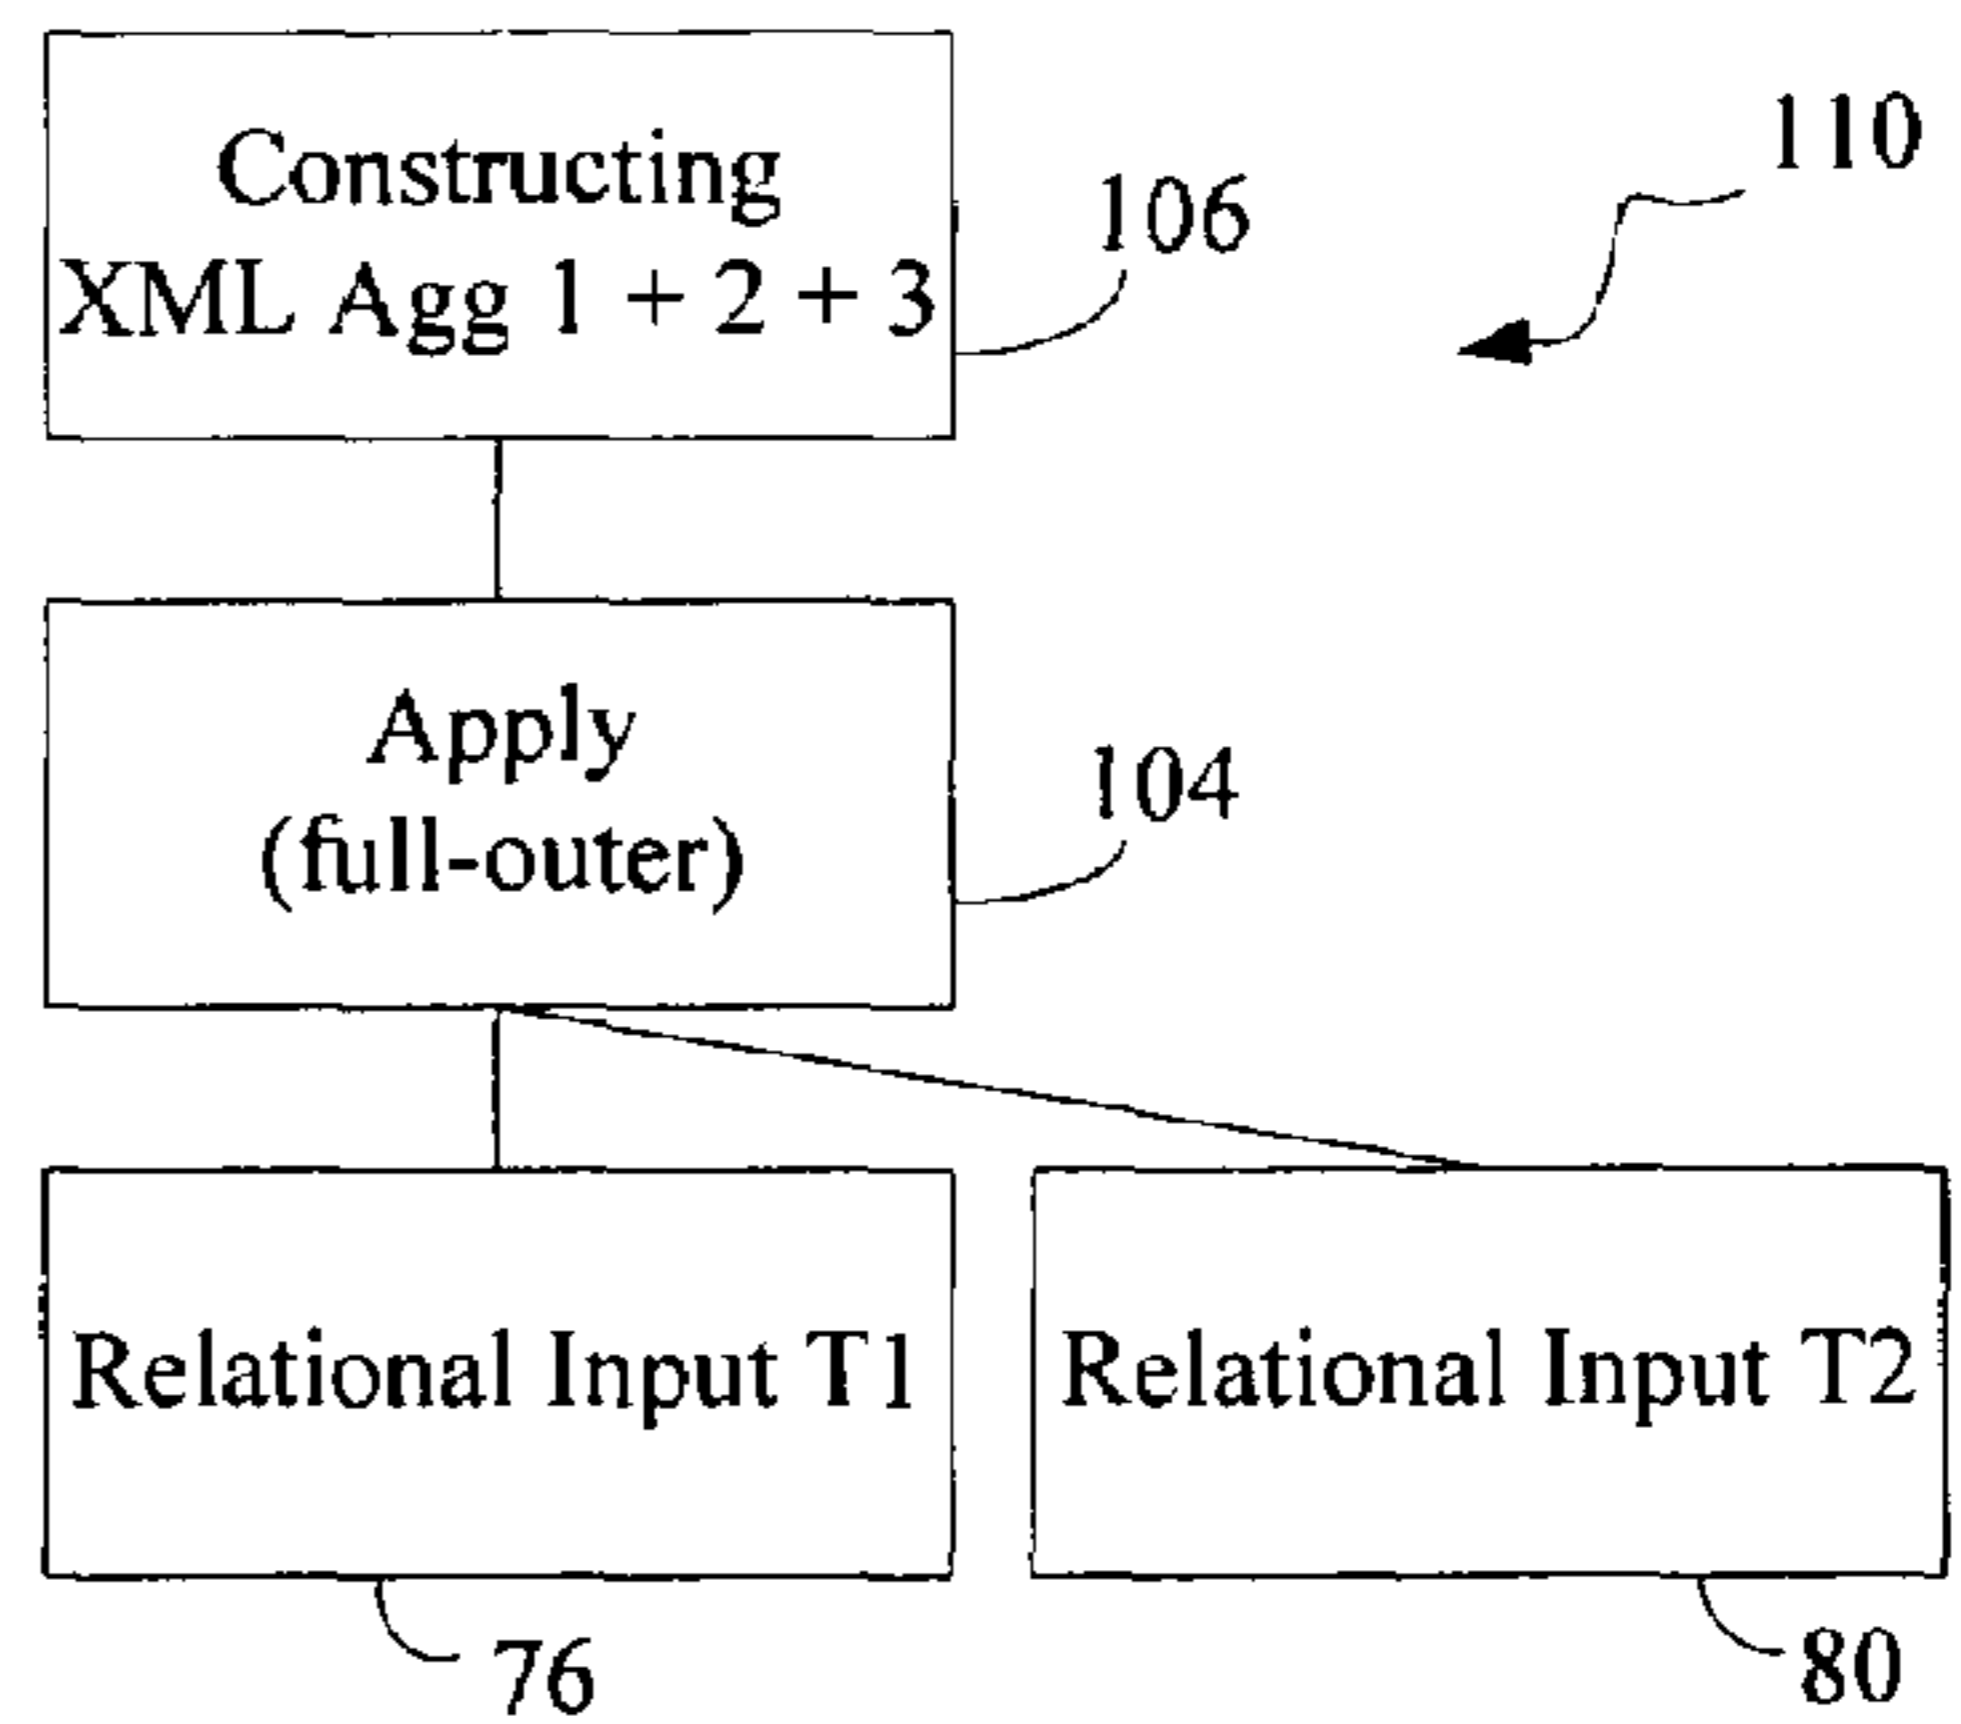 Constructing
XML Agg 1 + 2 + 3
106
110
Apply
(full-outer)
104
Relational Input T1
Relational Input T2
76
80